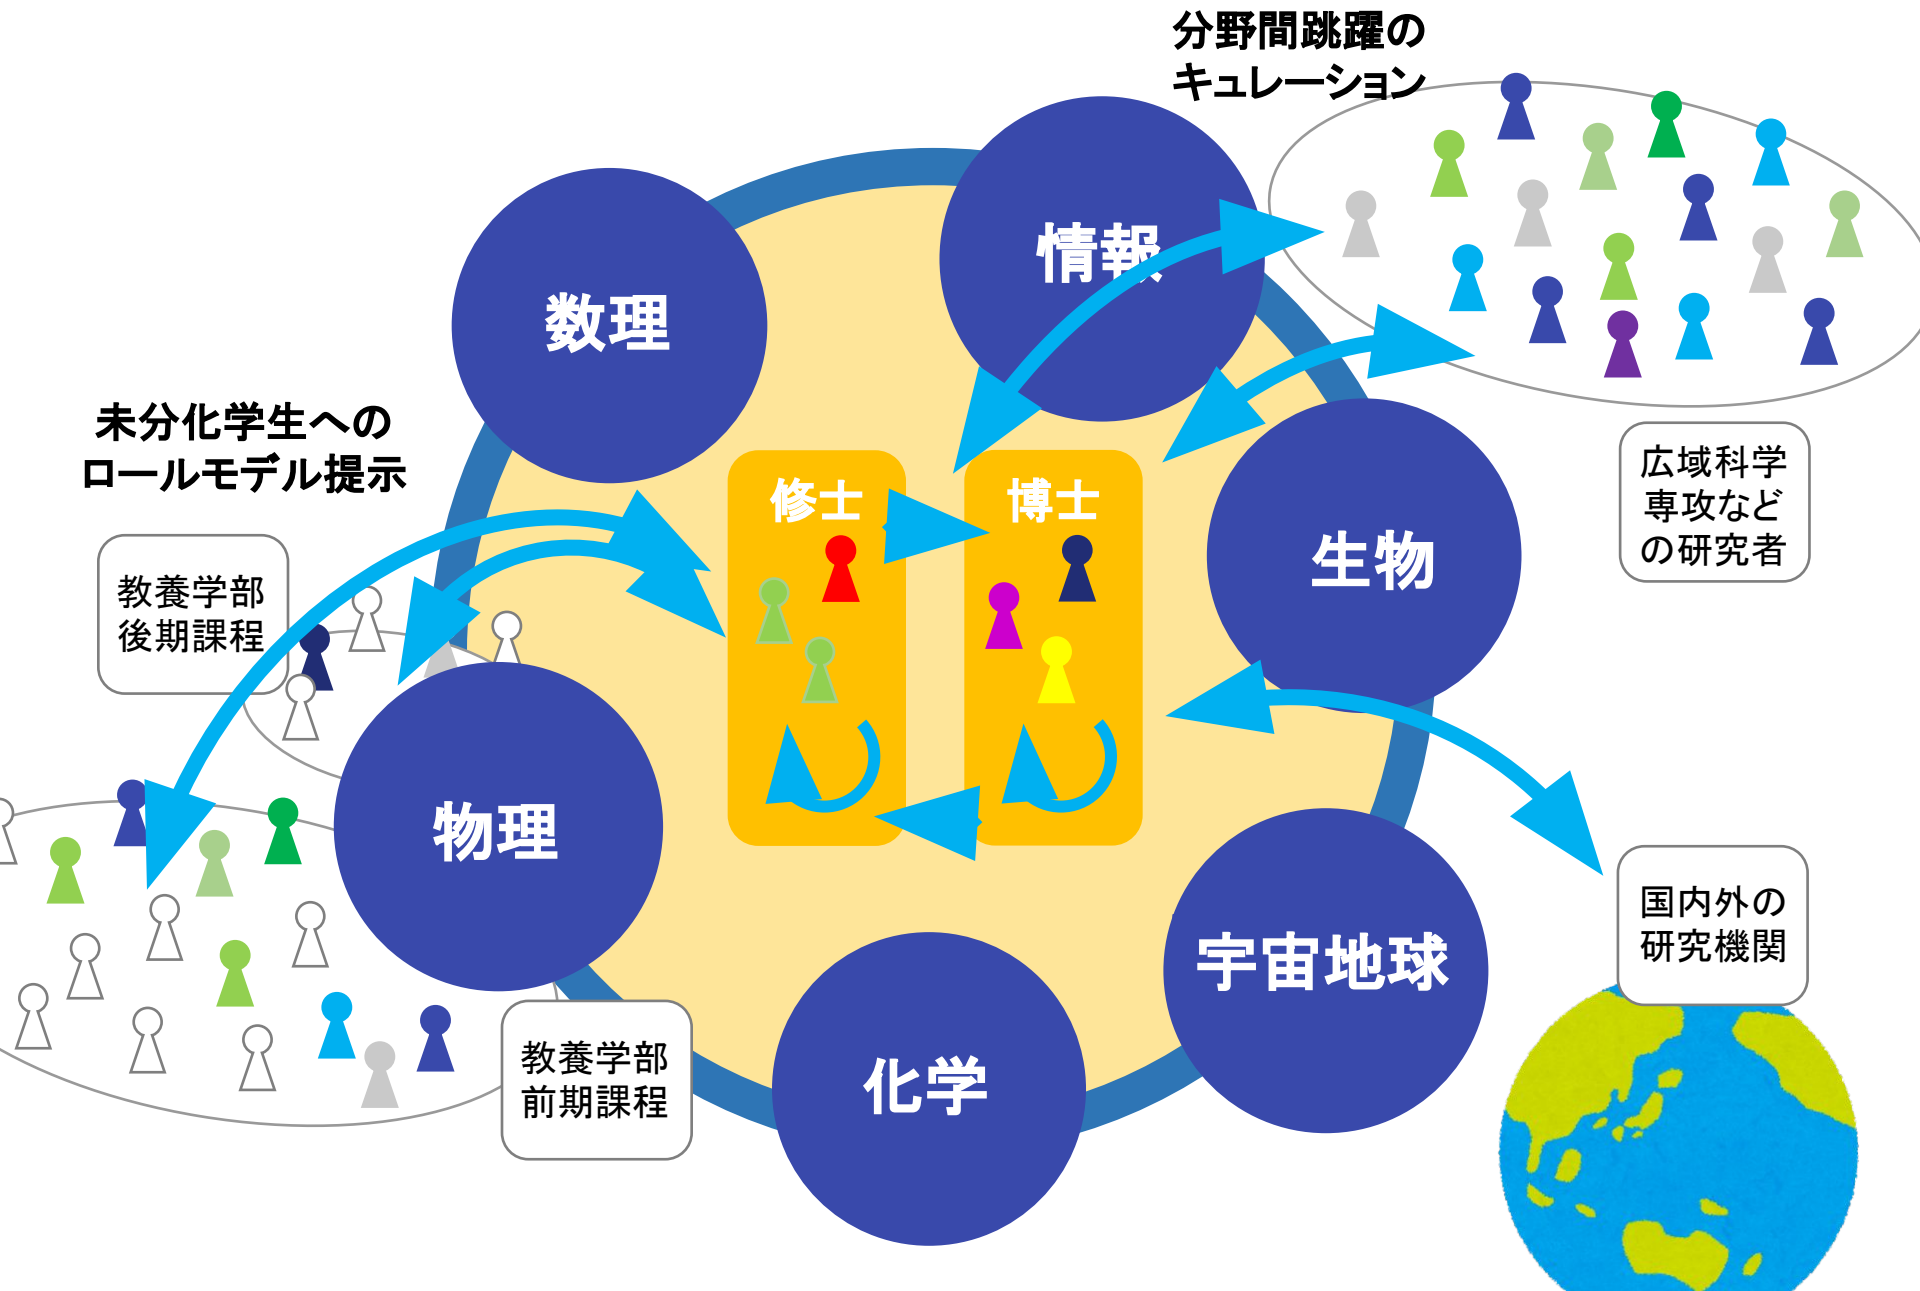 分野間跳躍の
キュレーション
情報
数理
未分化学生への
ロールモデル提示
広域科学
専攻など
の研究者
修士
博士
生物
教養学部
後期課程
物理
国内外の
研究機関
宇宙地球
教養学部
前期課程
化学